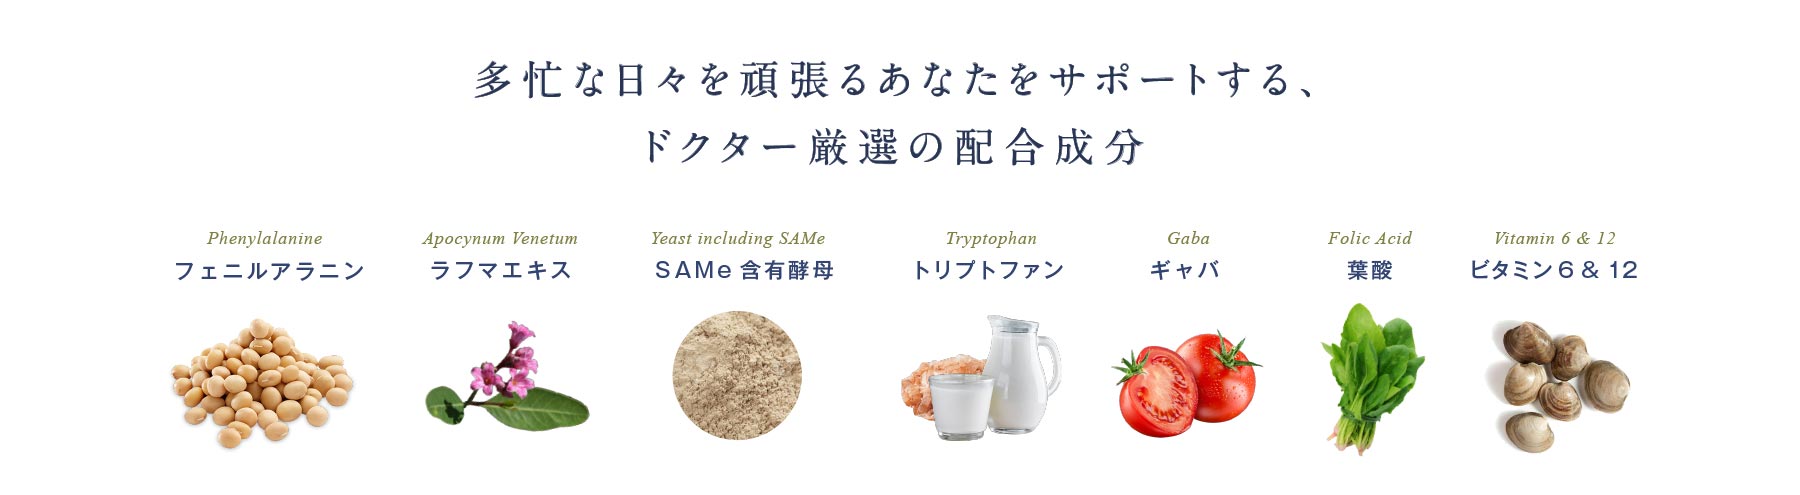 多忙な日々を頑張るあなたをサポートする、
ドクター厳選の配合成分
Phenylalanine
フェニルアラニン
Apocynum Venetum
ラフマエキス
Yeast including SAMe
SAMe 含有酵母
Tryptophan
トリプトファン
Gaba
ギャバ
Folic Acid
葉酸
Vitamin 6 & 12
ビタミン6 & 12